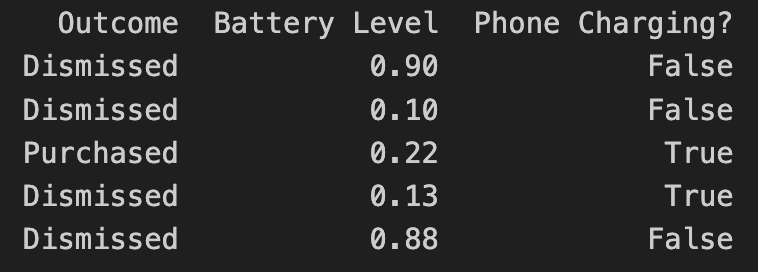 Outcome Battery Level Phone Charging?
Dismissed 0.90 False
Dismissed 0.10 False
Purchased 0.22 True
Dismissed 0.13 True
Dismissed 0.88 False